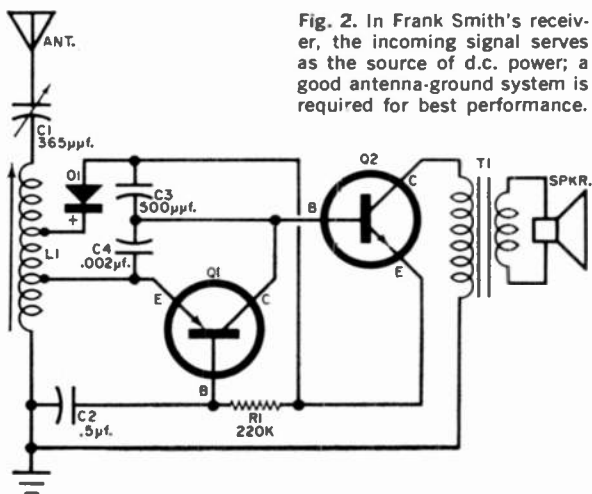 Fig. 2. In Frank Smith's receiv-
er, the incoming signal serves
as the source of d.c. power; a
good antenna-ground system is
required for best performance.
ANT.
C1
365μμf.
D1
+
C3
500μμf.
L1
C4
.002μf.
Q1
E
C
B
Q2
B
C
E
T1
SPKR.
C2
.5μf.
R1
220K